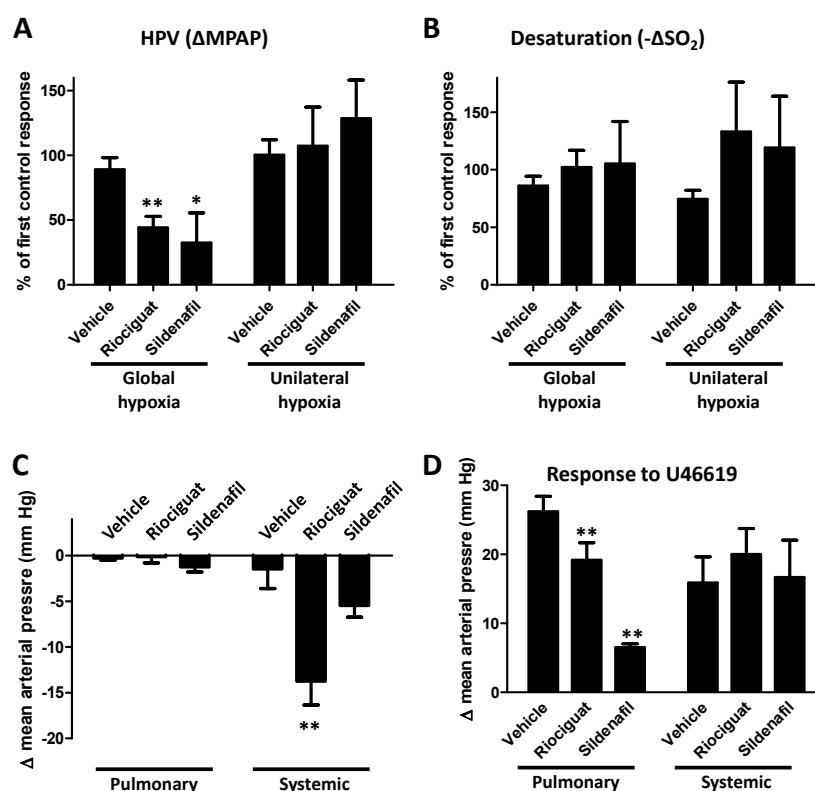 A
HPV (ΔMPAP)
% of first control response
150
100
50
0
**
*
Vehicle
Riociguat
Sildenafil
Vehicle
Riociguat
Sildenafil
Global
hypoxia
Unilateral
hypoxia
B
Desaturation (-ΔSO₂)
% of first control response
150
100
50
0
Vehicle
Riociguat
Sildenafil
Vehicle
Riociguat
Sildenafil
Global
hypoxia
Unilateral
hypoxia
C
Δ mean arterial pressre (mm Hg)
Vehicle
Riociguat
Sildenafil
Vehicle
Riociguat
Sildenafil
0
-5
-10
-15
-20
**
Pulmonary
Systemic
D
Response to U46619
Δ mean arterial pressure (mm Hg)
30
20
10
0
**
**
Vehicle
Riociguat
Sildenafil
Vehicle
Riociguat
Sildenafil
Pulmonary
Systemic